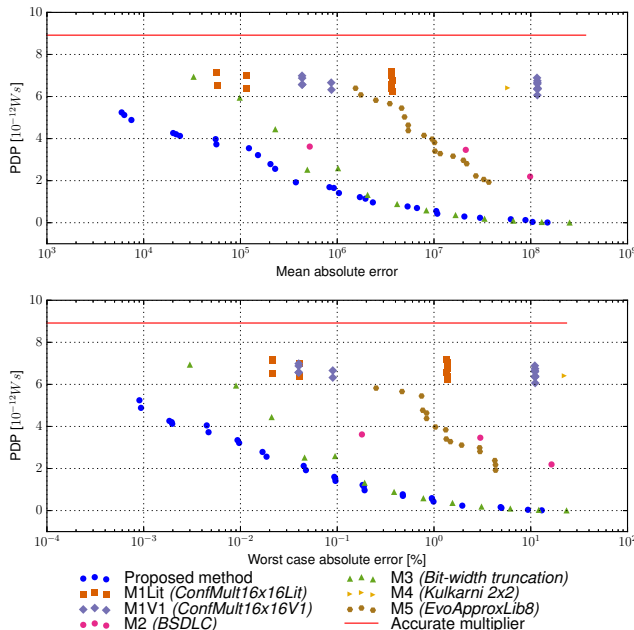 10
8
6
4
2
0
PDP [10⁻¹²Ws]
10³ 10⁴ 10⁵ 10⁶ 10⁷ 10⁸ 10⁹
Mean absolute error
10
8
6
4
2
0
PDP [10⁻¹²Ws]
10⁻⁴ 10⁻³ 10⁻² 10⁻¹ 10⁰ 10¹ 10²
Worst case absolute error [%]
Proposed method
M1Lit (ConfMult16x16Lit)
M1V1 (ConfMult16x16V1)
M2 (BSDLC)
M3 (Bit-width truncation)
M4 (Kulkarni 2x2)
M5 (EvoApproxLib8)
Accurate multiplier